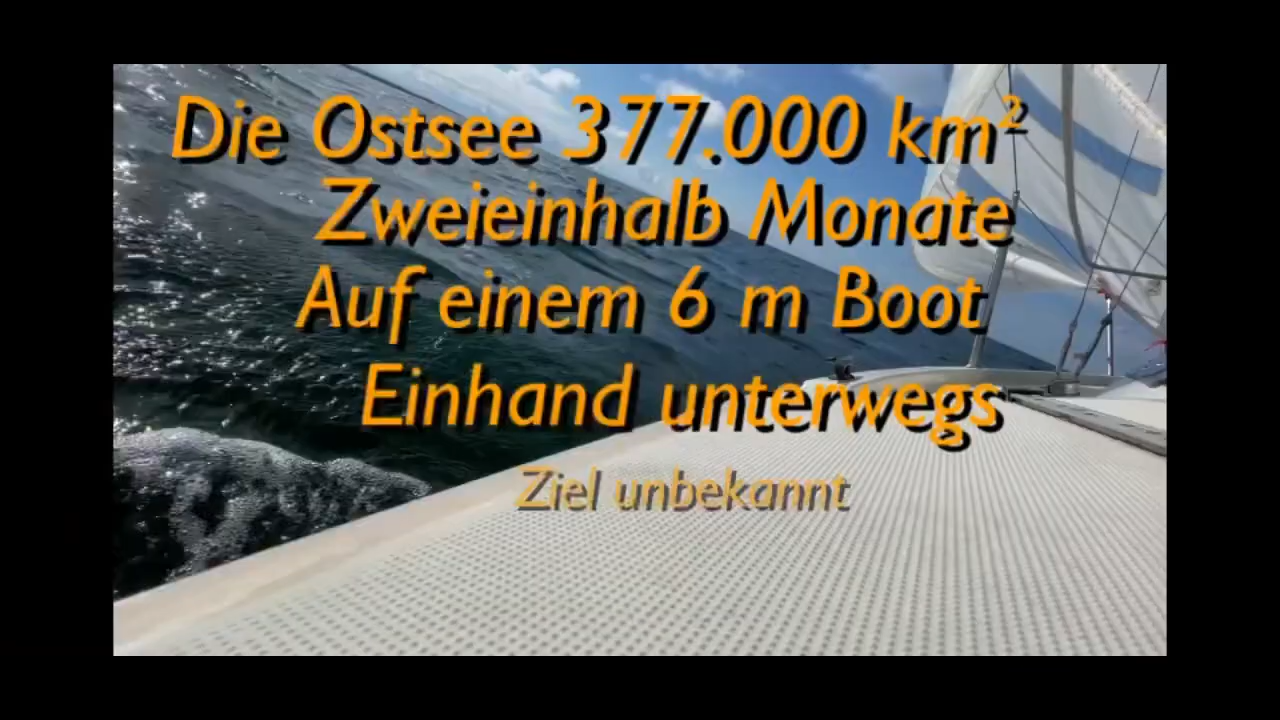 Die Ostsee 377.000 km²
Zweieinhalb Monate
Auf einem 6 m Boot
Einhand unterwegs
Ziel unbekannt